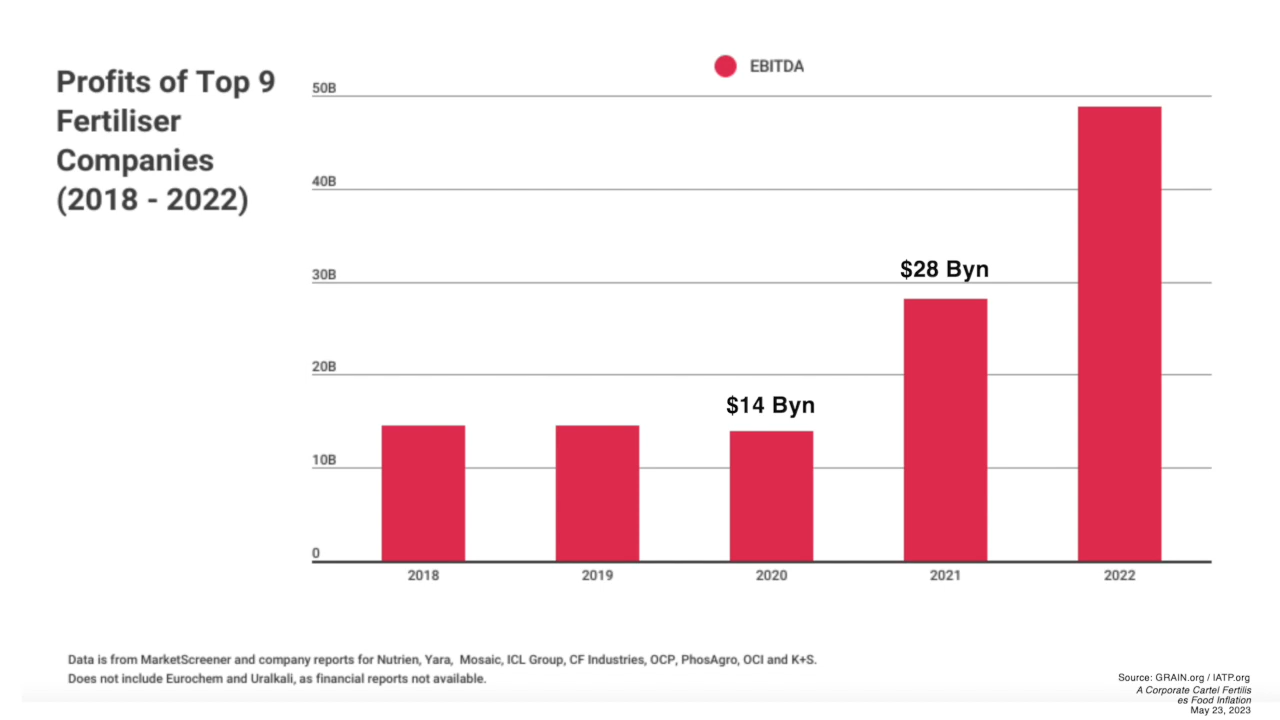 Profits of Top 9
Fertiliser
Companies
(2018 - 2022)
EBITDA
50B
40B
30B
20B
10B
0
$28 Byn
$14 Byn
2018
2019
2020
2021
2022
Data is from MarketScreener and company reports for Nutrien, Yara, Mosaic, ICL Group, CF Industries, OCP, PhosAgro, OCI and K+S.
Does not include Eurochem and Uralkali, as financial reports not available.
Source: GRAIN.org / IATP.org
A Corporate Cartel Fertilis
es Food Inflation
May 23, 2023